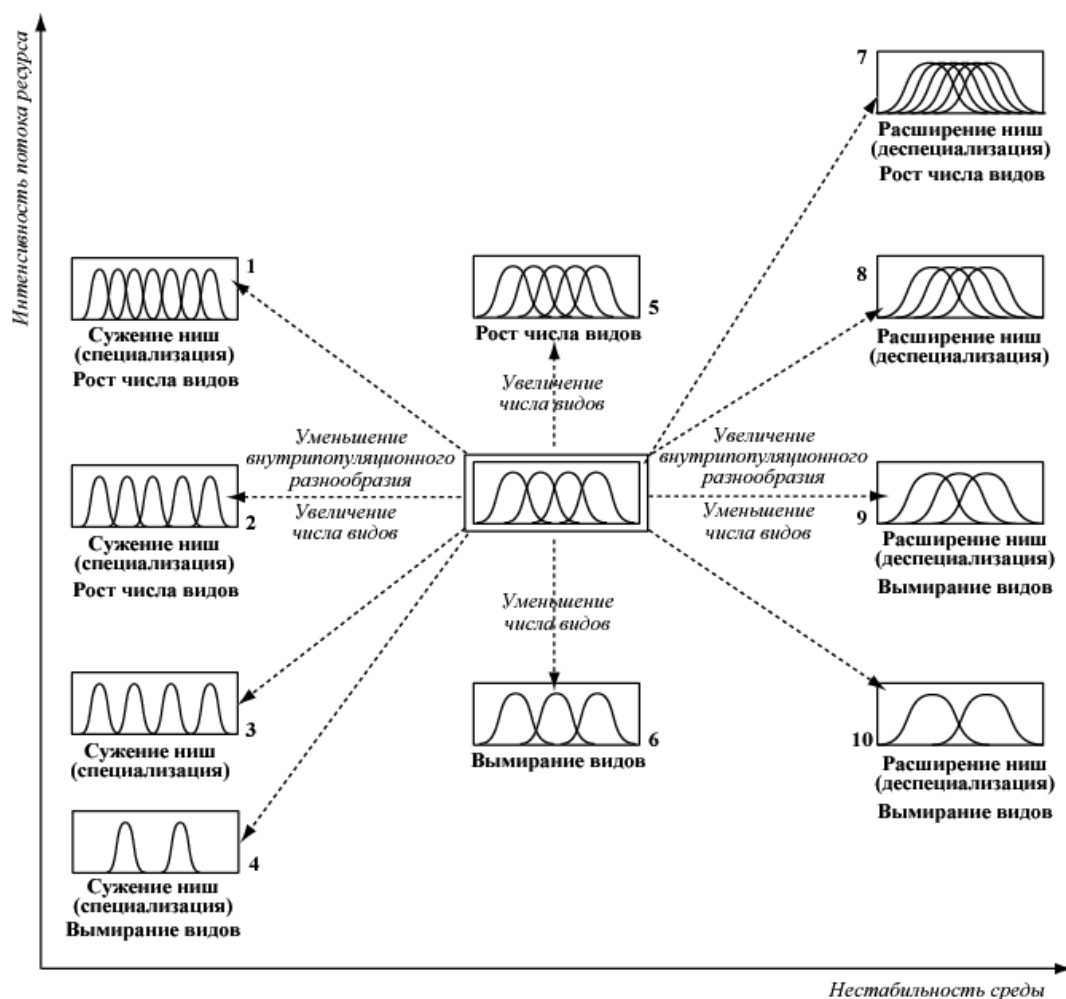 Интенсивность потока ресурса
7
Расширение ниш
(деспециализация)
Рост числа видов
1
Сужение ниш
(специализация)
Рост числа видов
5
Рост числа видов
8
Расширение ниш
(деспециализация)
Увеличение
числа видов
Уменьшение
внутрипопуляционного
разнообразия
Увеличение
числа видов
Увеличение
внутрипопуляционного
разнообразия
Уменьшение
числа видов
2
Сужение ниш
(специализация)
Рост числа видов
9
Расширение ниш
(деспециализация)
Вымирание видов
Уменьшение
числа видов
3
Сужение ниш
(специализация)
6
Вымирание видов
10
Расширение ниш
(деспециализация)
Вымирание видов
4
Сужение ниш
(специализация)
Вымирание видов
Нестабильность среды